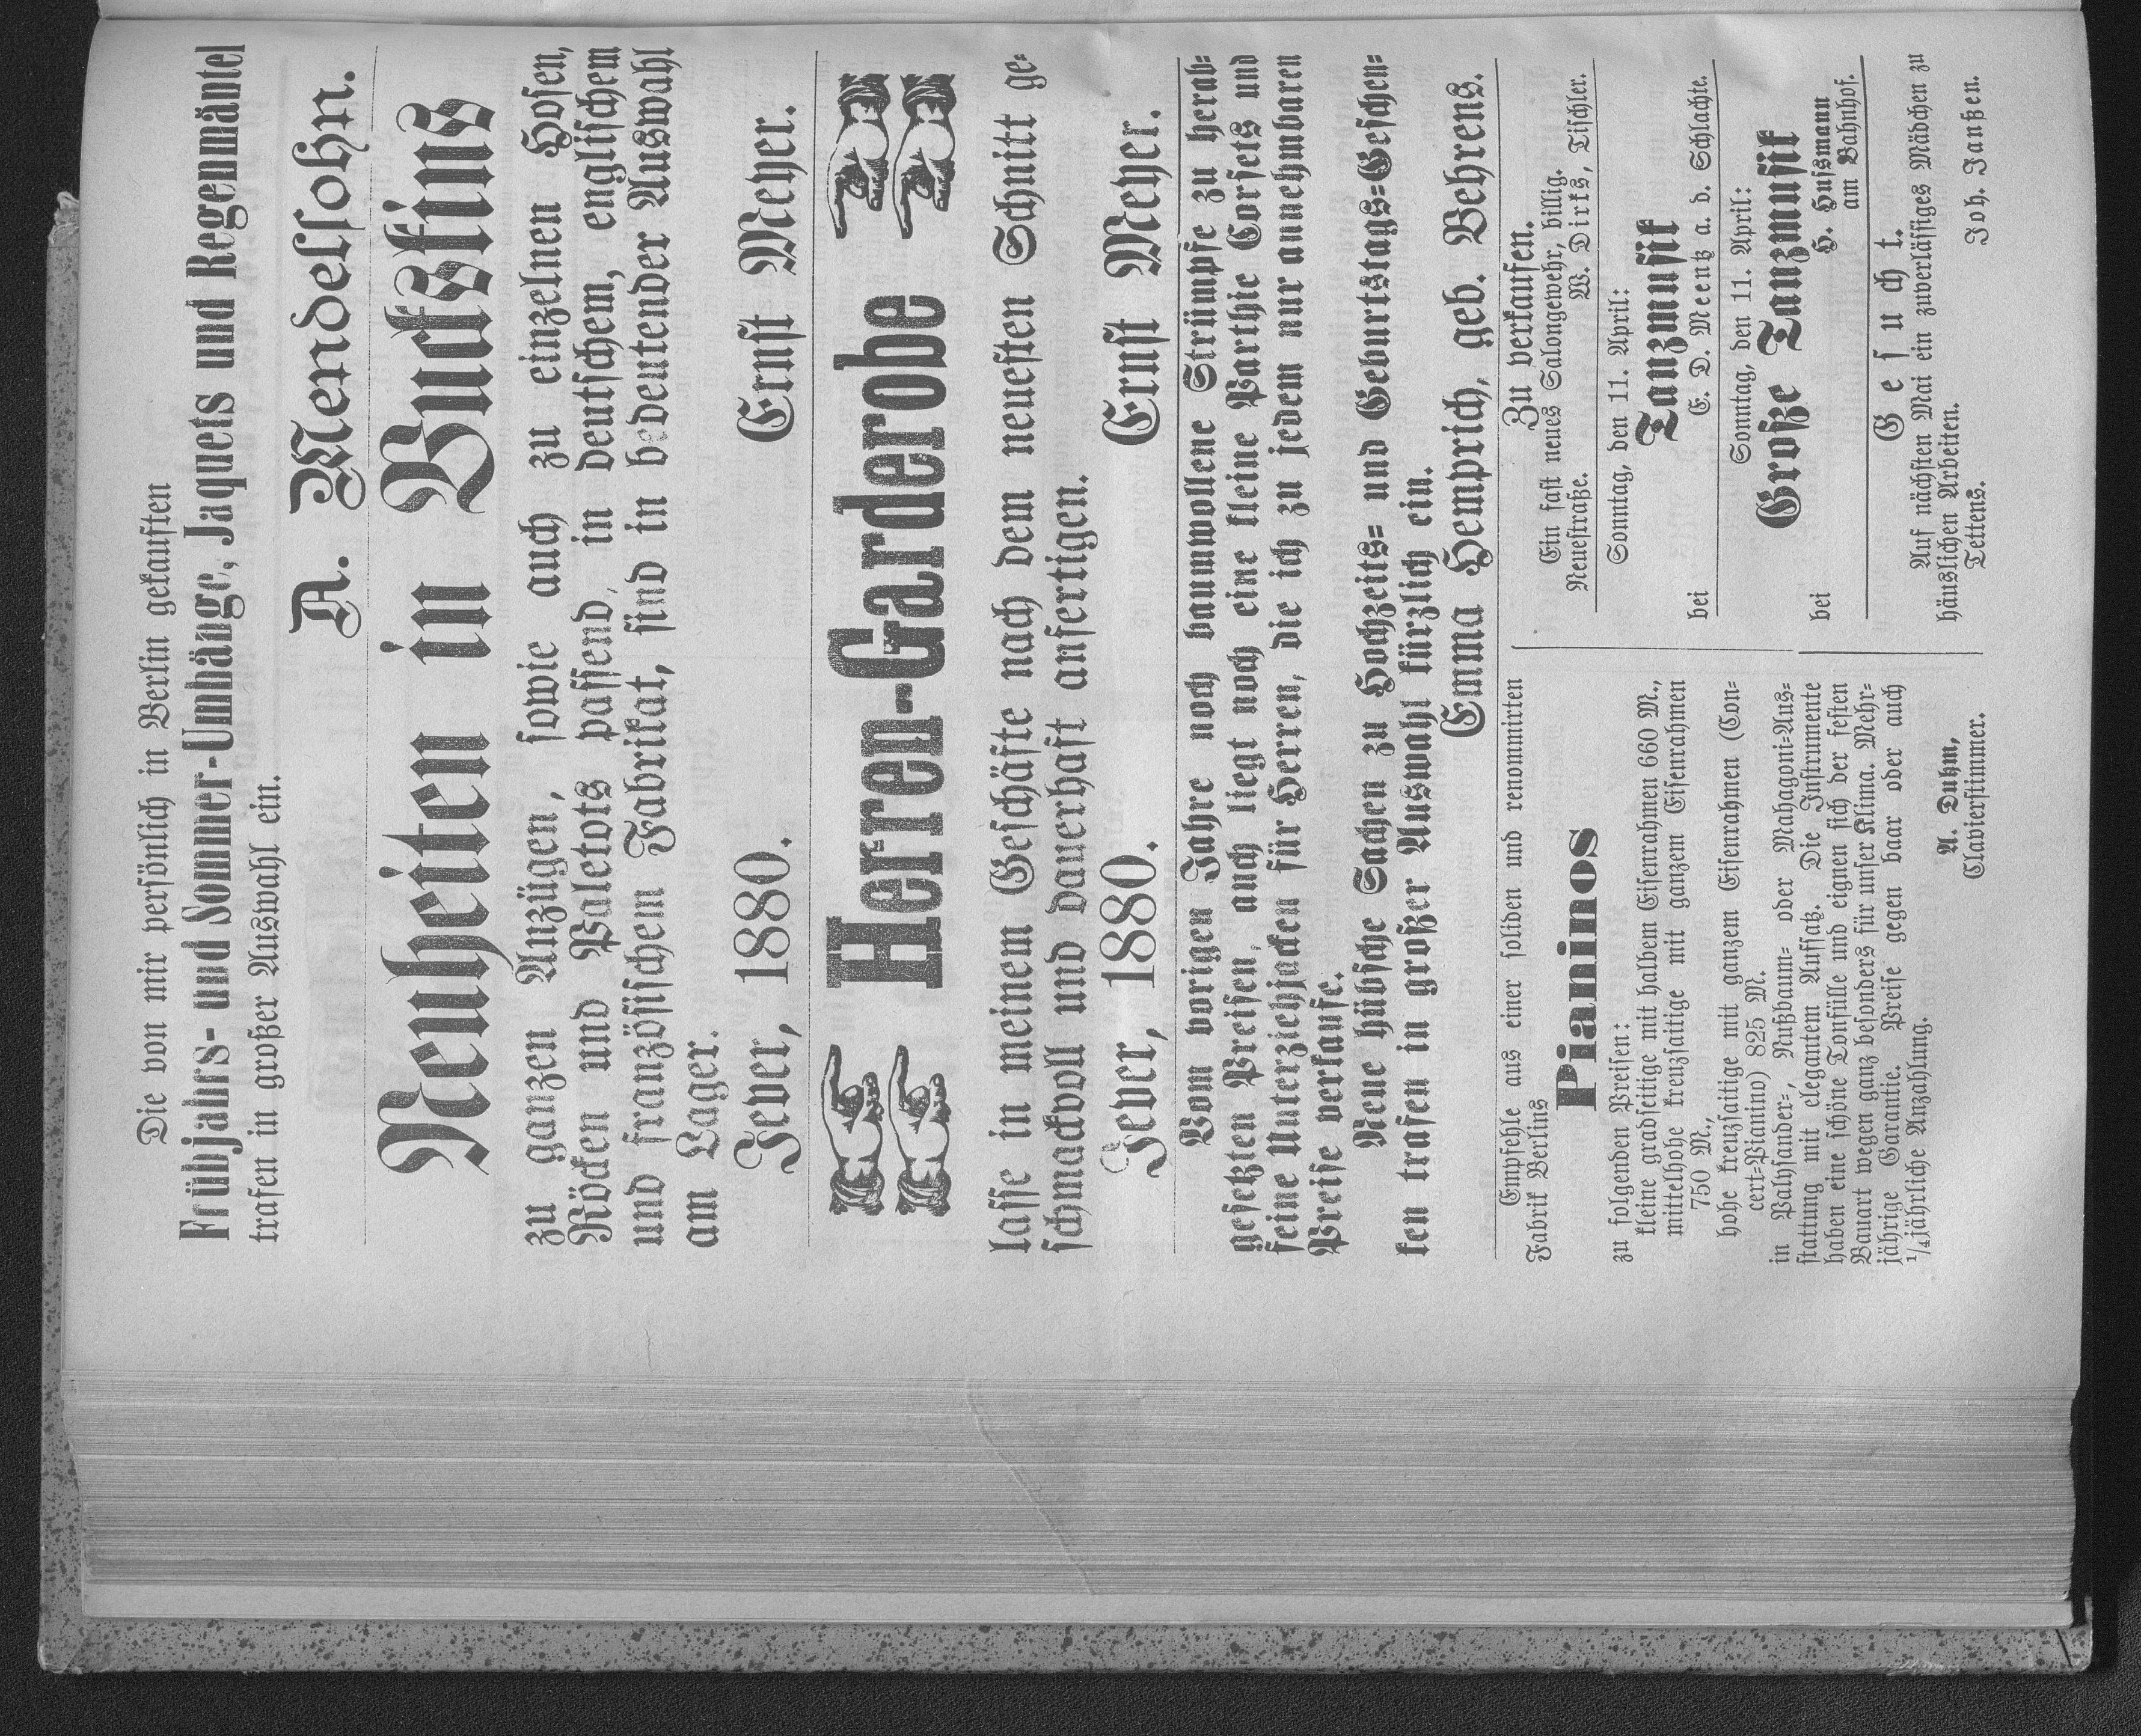 Die von mir persönlich in Berlin gekauften
Frühjahrs- und Sommer-Umhänge, Jaquets und Regenmäntel
trafen in großer Auswahl ein.
A. Mendelssohn.
Neuheiten in Buckskins
zu ganzen Anzügen, sowie auch zu einzelnen Hosen,
Röcken und Paletots passend, in deutschem, englischem
und französischem Fabrikat, sind in bedeutender Auswahl
am Lager.
Jever, 1880. Ernst Meyer.
Herren-Garderobe
lasse in meinem Geschäfte nach dem neuesten Schnitt ge-
schmackvoll und dauerhaft anfertigen.
Jever, 1880. Ernst Meyer.
Vom vorigen Jahre noch baumwollene Strümpfe zu herab-
gesetzten Preisen, auch liegt noch eine kleine Parthie Corsets und
feine Unterziehjacken für Herren, die ich zu jedem nur annehmbaren
Preise verkaufe.
Neue hübsche Sachen zu Hochzeits- und Geburtstags-Geschen-
ken trafen in großer Auswahl kürzlich ein.
Emma Hemprich, geb. Behrens.
Empfehle aus einer soliden und renommirten
Fabrik Berlins
Pianinos
zu folgenden Preisen:
kleine gradseitige mit halbem Eisenrahmen 660 M.,
mittelhohe kreuzsaitige mit ganzem Eisenrahmen
750 M.,
hohe kreuzsaitige mit ganzem Eisenrahmen (Con-
cert-Pianino) 825 M.
in Palysander-, Nußbaum- oder Mahagoni-Aus-
stattung mit elegantem Aufsatz. Die Instrumente
haben eine schöne Tonfülle und eignen sich der festen
Bauart wegen ganz besonders für unser Klima. Mehr-
jährige Garantie. Preise gegen baar oder auch
1/4jährliche Anzahlung.
A. Duhm,
Clavierstimmer.
Zu verkaufen.
Ein fast neues Salongewehr, billig.
Neuestraße. W. Dirks, Tischler.
Sonntag, den 11. April:
Tanzmusik
bei E. D. Meentz a. d. Schlachte.
Sonntag, den 11. April:
Große Tanzmusik
bei H. Husmann
am Bahnhof.
Gesucht.
Auf nächsten Mai ein zuverlässiges Mädchen zu
häuslichen Arbeiten.
Tettens. Joh. Janßen.